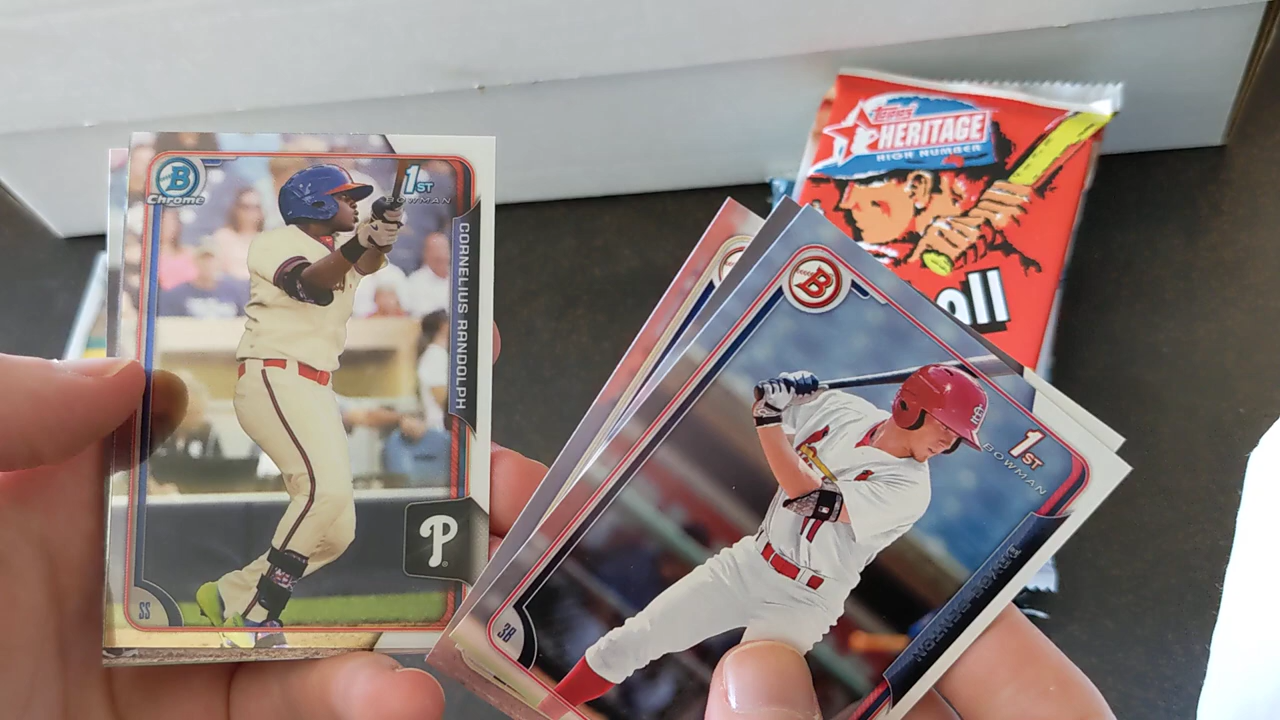 B
Chrome
1ST
BOWMAN
CORNELIUS RANDOLPH
P
SS
Topps
HERITAGE
HIGH NUMBER
all
B
1ST
BOWMAN
3B